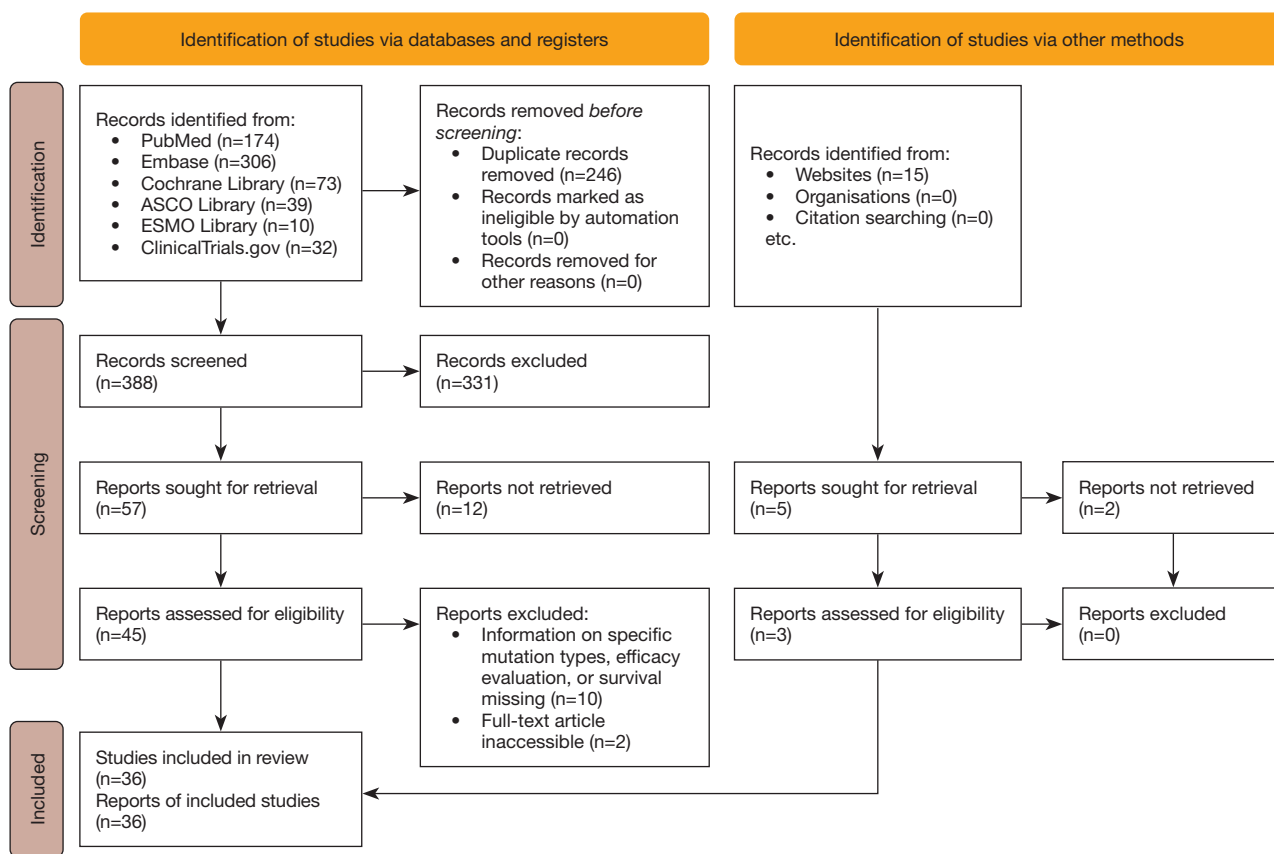 Identification of studies via databases and registers
Identification of studies via other methods
Identification
Records identified from:
• PubMed (n=174)
• Embase (n=306)
• Cochrane Library (n=73)
• ASCO Library (n=39)
• ESMO Library (n=10)
• ClinicalTrials.gov (n=32)
Records removed before
screening:
• Duplicate records
removed (n=246)
• Records marked as
ineligible by automation
tools (n=0)
• Records removed for
other reasons (n=0)
Records identified from:
• Websites (n=15)
• Organisations (n=0)
• Citation searching (n=0)
etc.
Screening
Records screened
(n=388)
Records excluded
(n=331)
Reports sought for retrieval
(n=57)
Reports not retrieved
(n=12)
Reports sought for retrieval
(n=5)
Reports not retrieved
(n=2)
Reports assessed for eligibility
(n=45)
Reports excluded:
• Information on specific
mutation types, efficacy
evaluation, or survival
missing (n=10)
• Full-text article
inaccessible (n=2)
Reports assessed for eligibility
(n=3)
Reports excluded
(n=0)
Included
Studies included in review
(n=36)
Reports of included studies
(n=36)